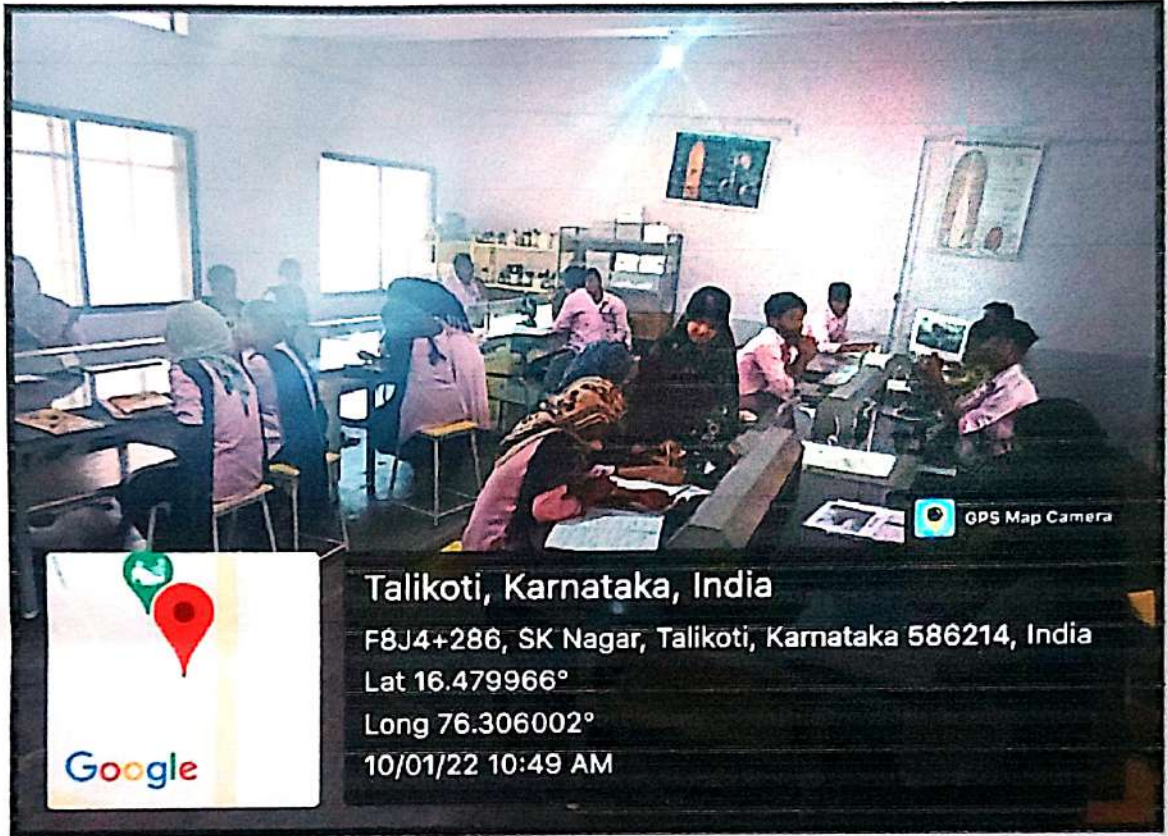 GPS Map Camera
Talikoti, Karnataka, India
F8J4+286, SK Nagar, Talikoti, Karnataka 586214, India
Lat 16.479966°
Long 76.306002°
10/01/22 10:49 AM
Google